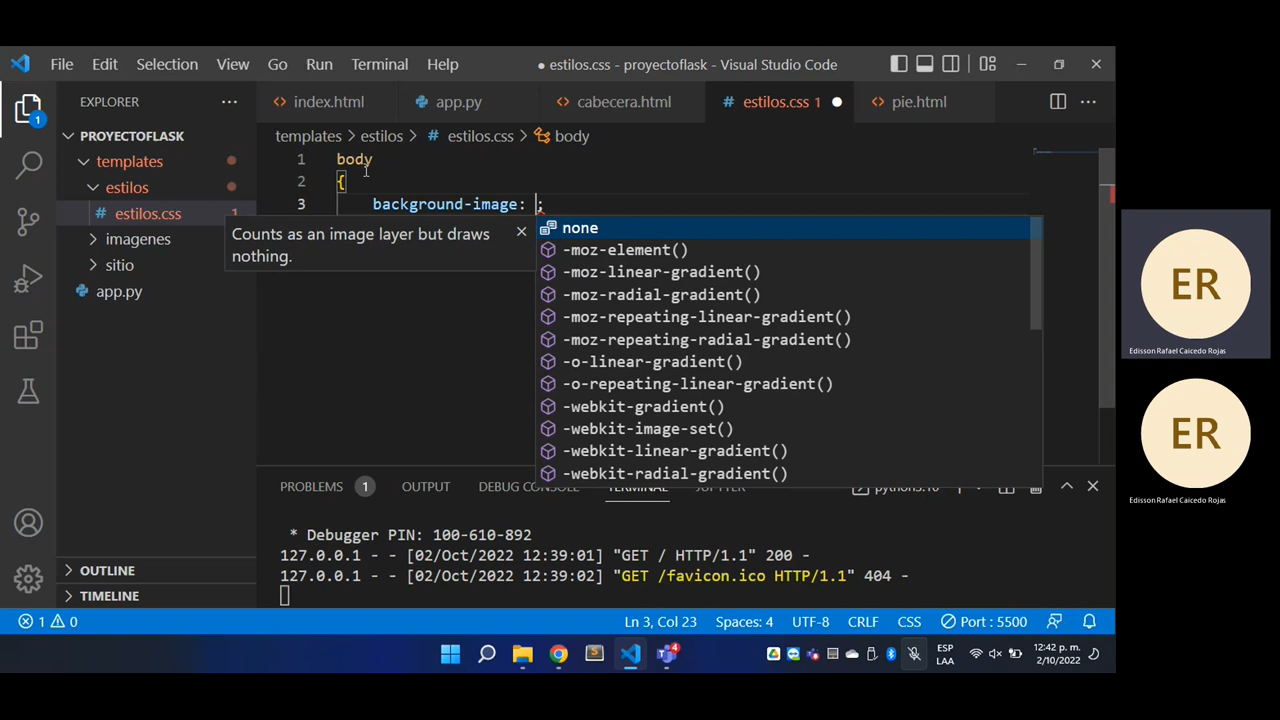 File Edit Selection View Go Run Terminal Help
● estilos.css - proyectoflask - Visual Studio Code
EXPLORER
PROYECTOFLASK
templates
estilos
# estilos.css 1
imagenes
sitio
app.py
OUTLINE
TIMELINE
1
<> index.html
app.py
<> cabecera.html
# estilos.css 1 ●
<> pie.html
templates > estilos > # estilos.css > body
1 body
2 {
3 background-image: ;
Counts as an image layer but draws
nothing.
none
-moz-element()
-moz-linear-gradient()
-moz-radial-gradient()
-moz-repeating-linear-gradient()
-moz-repeating-radial-gradient()
-o-linear-gradient()
-o-repeating-linear-gradient()
-webkit-gradient()
-webkit-image-set()
-webkit-linear-gradient()
-webkit-radial-gradient()
PROBLEMS 1 OUTPUT DEBUG CONSOLE TERMINAL JUPYTER python3.10
* Debugger PIN: 100-610-892
127.0.0.1 - - [02/Oct/2022 12:39:01] "GET / HTTP/1.1" 200 -
127.0.0.1 - - [02/Oct/2022 12:39:02] "GET /favicon.ico HTTP/1.1" 404 -
1 0 Ln 3, Col 23 Spaces: 4 UTF-8 CRLF CSS Port : 5500
4
S
ESP
LAA
12:42 p. m.
2/10/2022
ER
Edisson Rafael Caicedo Rojas
ER
Edisson Rafael Caicedo Rojas